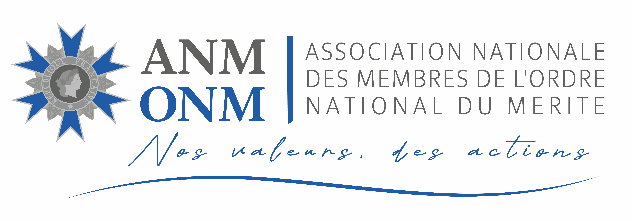 ANM
ONM
ASSOCIATION NATIONALE
DES MEMBRES DE L'ORDRE
NATIONAL DU MERITE
Nos valeurs, des actions